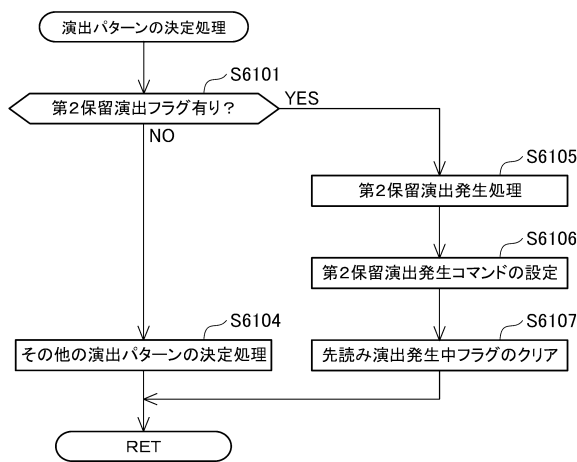 演出パターンの決定処理
S6101
第2保留演出フラグ有り?
YES
NO
S6105
第2保留演出発生処理
S6106
第2保留演出発生コマンドの設定
S6104
その他の演出パターンの決定処理
S6107
先読み演出発生中フラグのクリア
RET